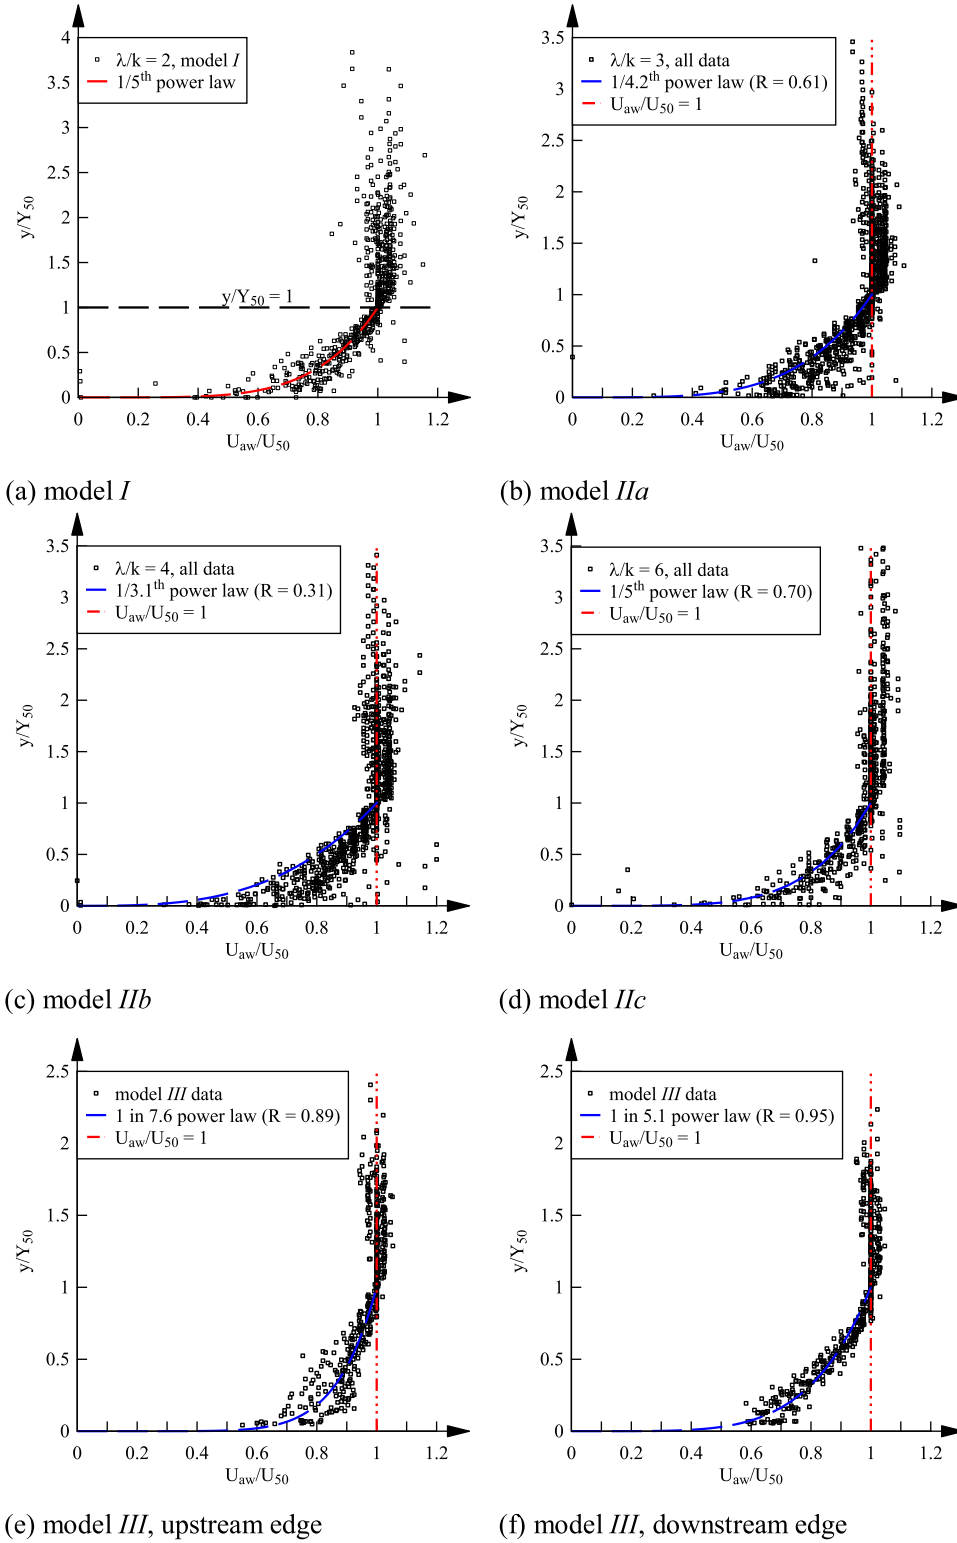 4
3.5
3
2.5
2
1.5
1
0.5
0
y/Y50
λ/k = 2, model I
1/5th power law
y/Y50 = 1
0 0.2 0.4 0.6 0.8 1 1.2
Uaw/U50
(a) model I
3.5
3
2.5
2
1.5
1
0.5
0
y/Y50
λ/k = 3, all data
1/4.2th power law (R = 0.61)
Uaw/U50 = 1
0 0.2 0.4 0.6 0.8 1 1.2
Uaw/U50
(b) model IIa
3.5
3
2.5
2
1.5
1
0.5
0
y/Y50
λ/k = 4, all data
1/3.1th power law (R = 0.31)
Uaw/U50 = 1
0 0.2 0.4 0.6 0.8 1 1.2
Uaw/U50
(c) model IIb
3.5
3
2.5
2
1.5
1
0.5
0
y/Y50
λ/k = 6, all data
1/5th power law (R = 0.70)
Uaw/U50 = 1
0 0.2 0.4 0.6 0.8 1 1.2
Uaw/U50
(d) model IIc
2.5
2
1.5
1
0.5
0
y/Y50
model III data
1 in 7.6 power law (R = 0.89)
Uaw/U50 = 1
0 0.2 0.4 0.6 0.8 1 1.2
Uaw/U50
(e) model III, upstream edge
2.5
2
1.5
1
0.5
0
y/Y50
model III data
1 in 5.1 power law (R = 0.95)
Uaw/U50 = 1
0 0.2 0.4 0.6 0.8 1 1.2
Uaw/U50
(f) model III, downstream edge